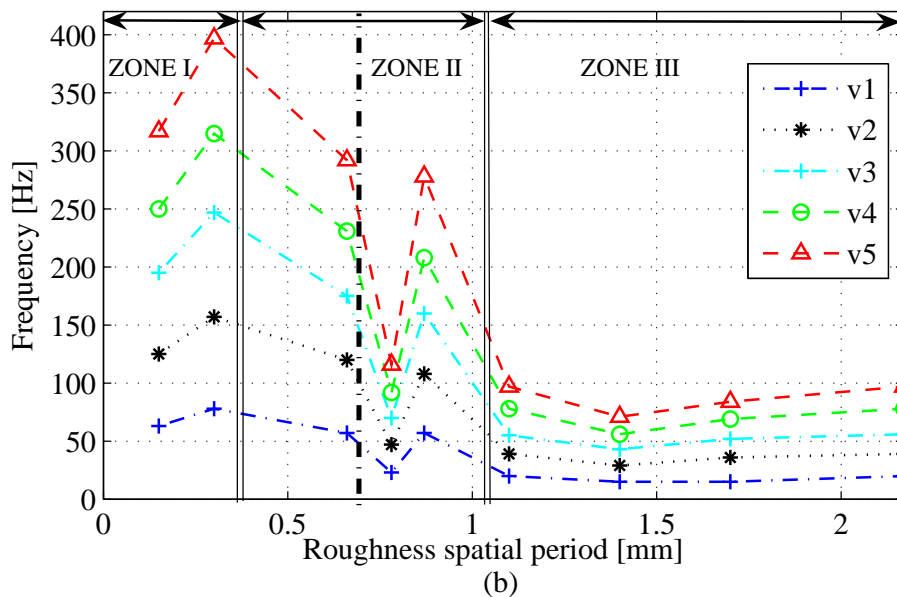 400
350
300
250
200
150
100
50
0
Frequency [Hz]
ZONE I
ZONE II
ZONE III
v1
v2
v3
v4
v5
0 0.5 1 1.5 2
Roughness spatial period [mm]
(b)